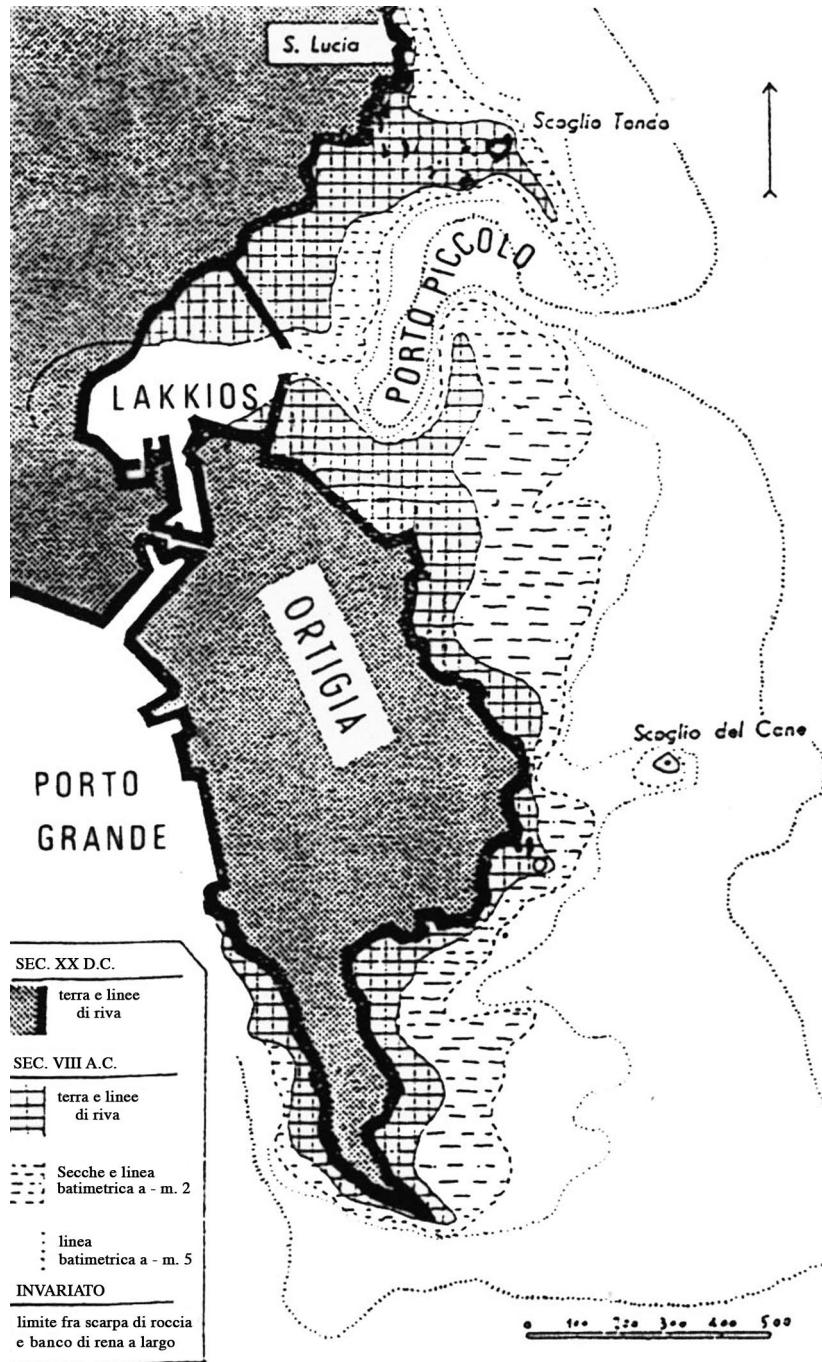 S. Lucia
Scoglio Tondo
PORTO PICCOLO
LAKKIOS
ORTIGIA
Scoglio del Cane
PORTO
GRANDE
SEC. XX D.C.
terra e linee
di riva
SEC. VIII A.C.
terra e linee
di riva
Secche e linea
batimetrica a - m. 2
linea
batimetrica a - m. 5
INVARIATO
limite fra scarpa di roccia
e banco di rena a largo
0 100 200 300 400 500